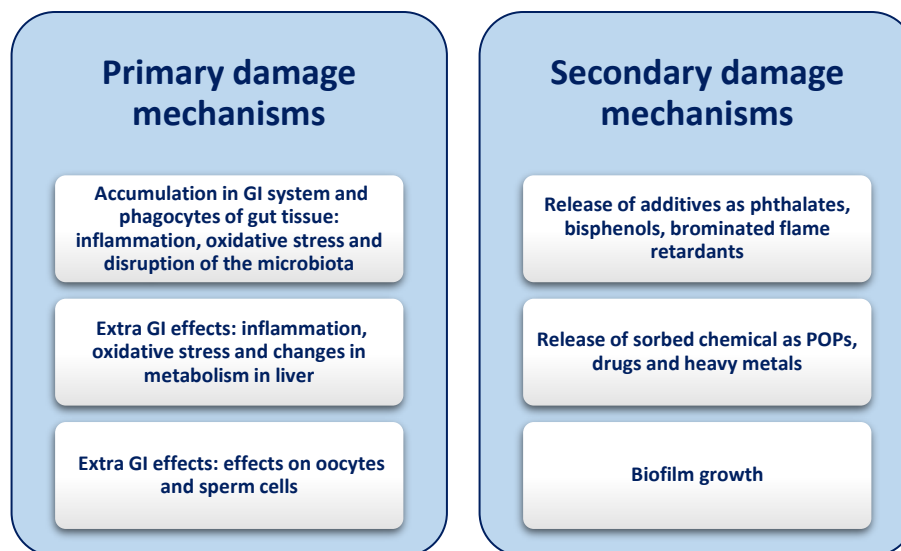 Primary damage
mechanisms
Accumulation in GI system and
phagocytes of gut tissue:
inflammation, oxidative stress and
disruption of the microbiota
Extra GI effects: inflammation,
oxidative stress and changes in
metabolism in liver
Extra GI effects: effects on oocytes
and sperm cells
Secondary damage
mechanisms
Release of additives as phthalates,
bisphenols, brominated flame
retardants
Release of sorbed chemical as POPs,
drugs and heavy metals
Biofilm growth